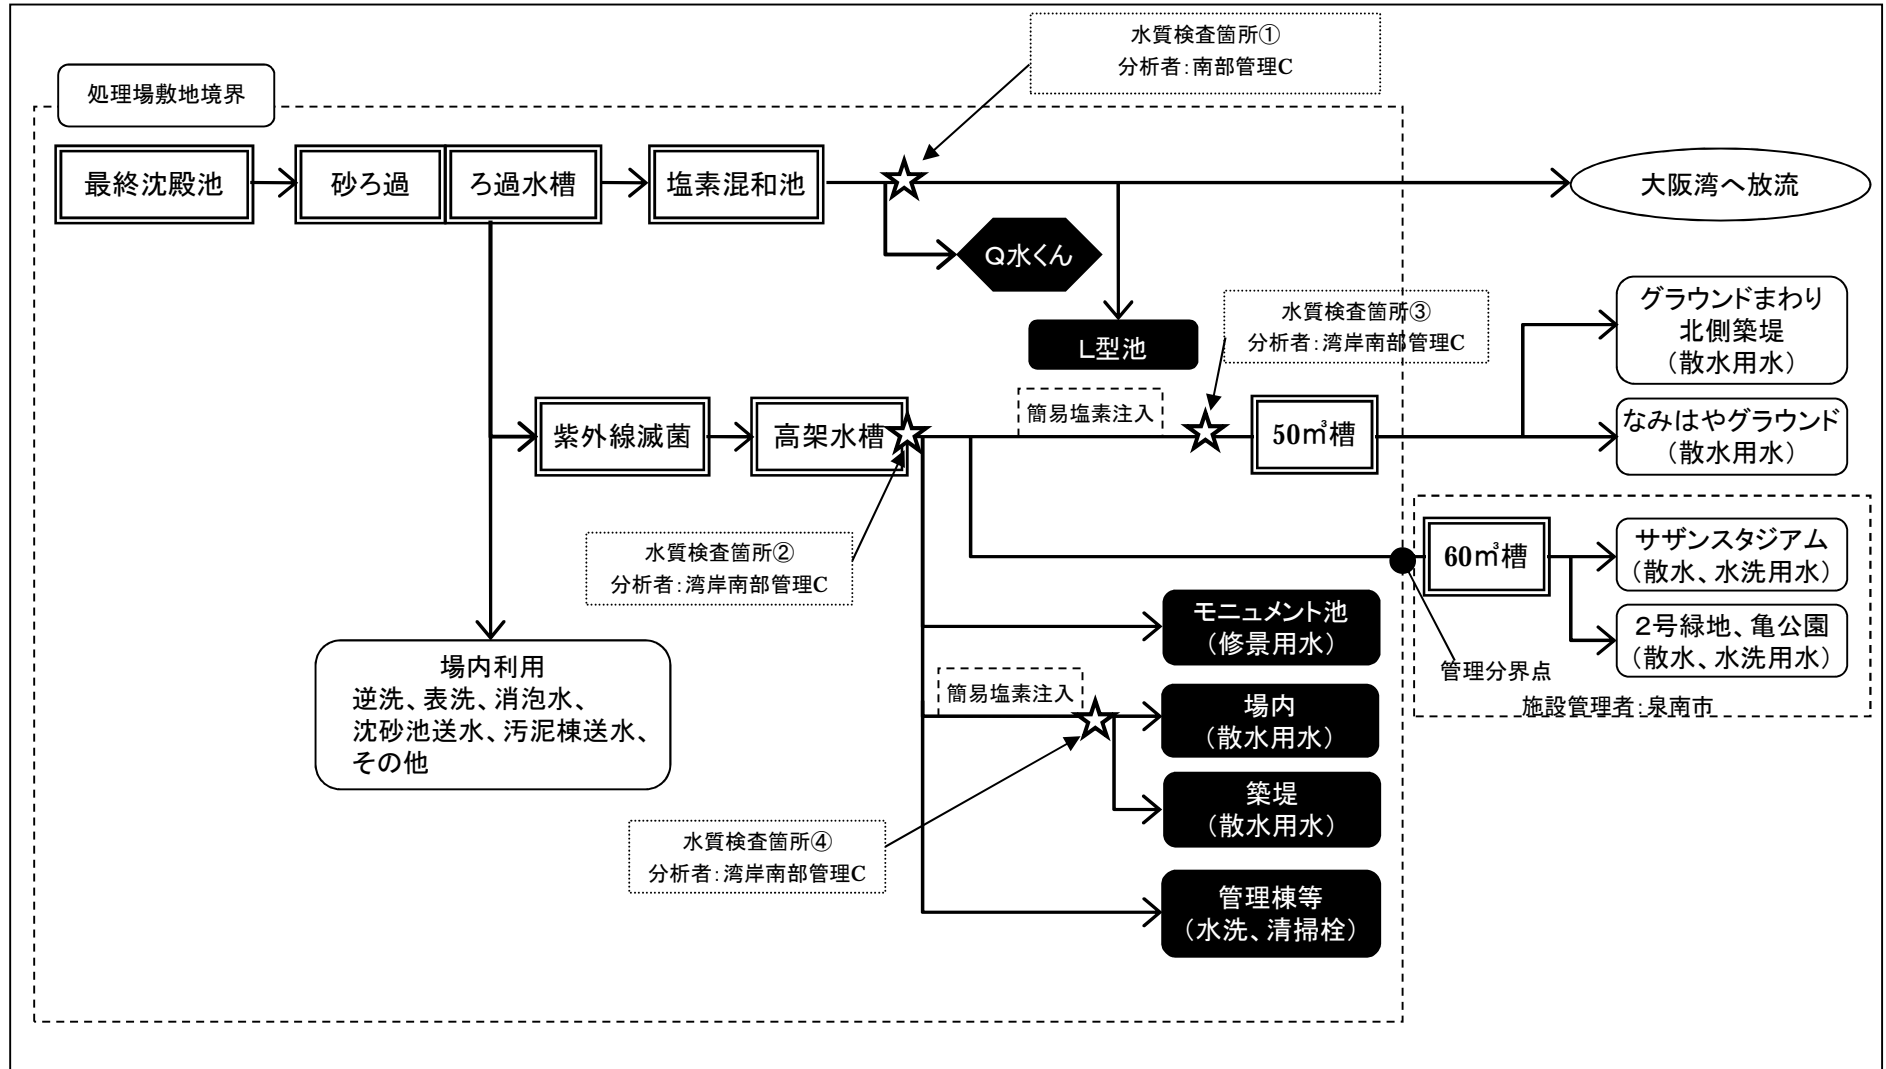 水質検査箇所①
分析者:南部管理C
処理場敷地境界
最終沈殿池
砂ろ過
ろ過水槽
塩素混和池
大阪湾へ放流
Q水くん
水質検査箇所③
分析者:湾岸南部管理C
L型池
グラウンドまわり
北側築堤
(散水用水)
簡易塩素注入
紫外線滅菌
高架水槽
50㎥槽
なみはやグラウンド
(散水用水)
水質検査箇所②
分析者:湾岸南部管理C
60㎥槽
サザンスタジアム
(散水、水洗用水)
モニュメント池
(修景用水)
2号緑地、亀公園
(散水、水洗用水)
管理分界点
施設管理者:泉南市
場内利用
逆洗、表洗、消泡水、
沈砂池送水、汚泥棟送水、
その他
簡易塩素注入
場内
(散水用水)
築堤
(散水用水)
水質検査箇所④
分析者:湾岸南部管理C
管理棟等
(水洗、清掃栓)